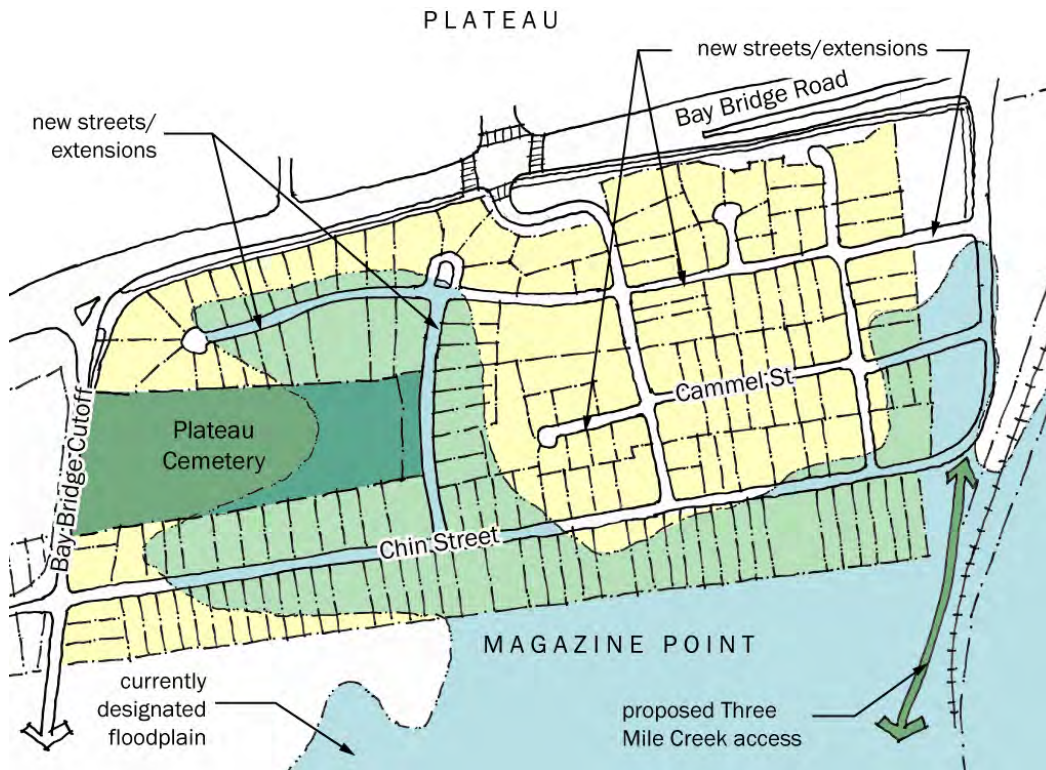 PLATEAU
new streets/extensions
new streets/
extensions
Bay Bridge Road
Bay Bridge Cutoff
Plateau
Cemetery
Cammel St
Chin Street
MAGAZINE POINT
currently
designated
floodplain
proposed Three
Mile Creek access